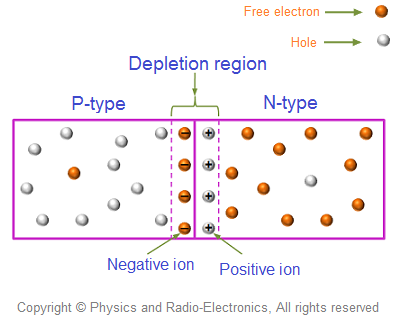 Free electron
Hole
Depletion region
P-type
N-type
Negative ion
Positive ion
Copyright © Physics and Radio-Electronics, All rights reserved